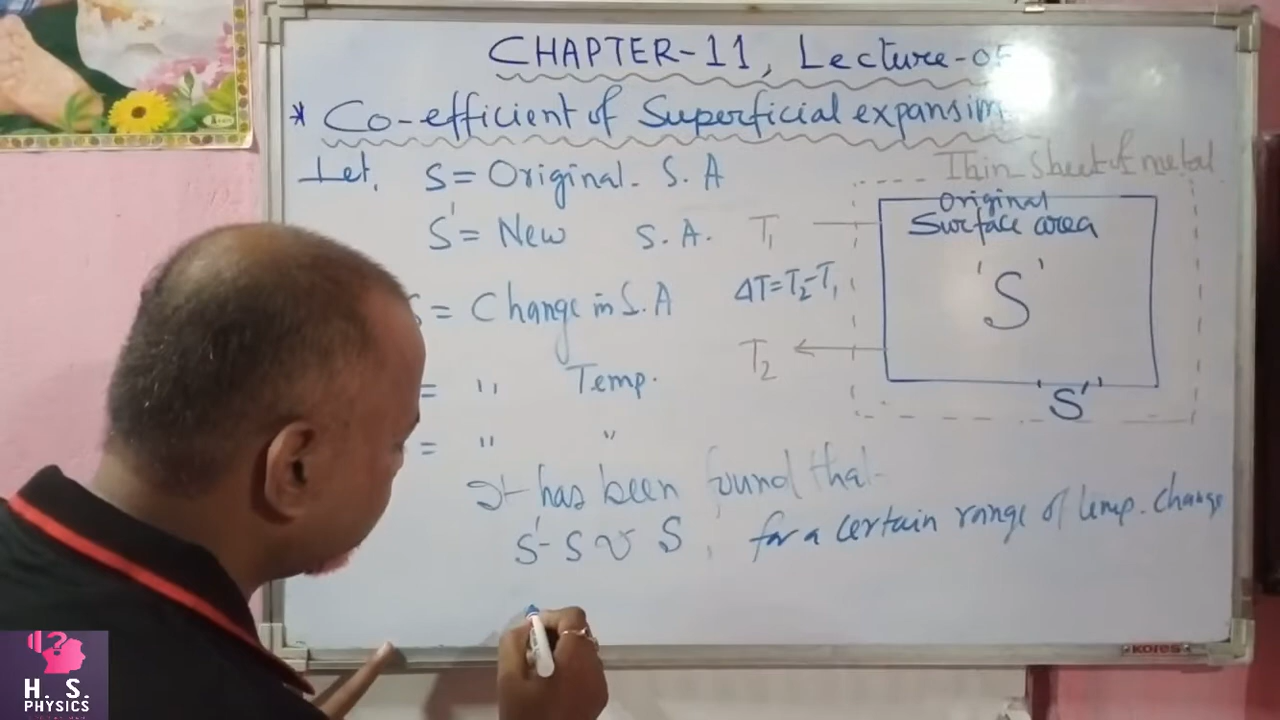 CHAPTER-11, Lecture-05
* Co-efficient of Superficial expansion
Let, S = Original S.A
S' = New S.A.
S = Change in S.A
= " Temp.
= " "
It has been found that
S'-S ∝ S, for a certain range of temp. change
Thin sheet of metal
Original
Surface area
'S'
T₁
ΔT=T₂-T₁
T₂
S'
kores
H. S.
PHYSICS